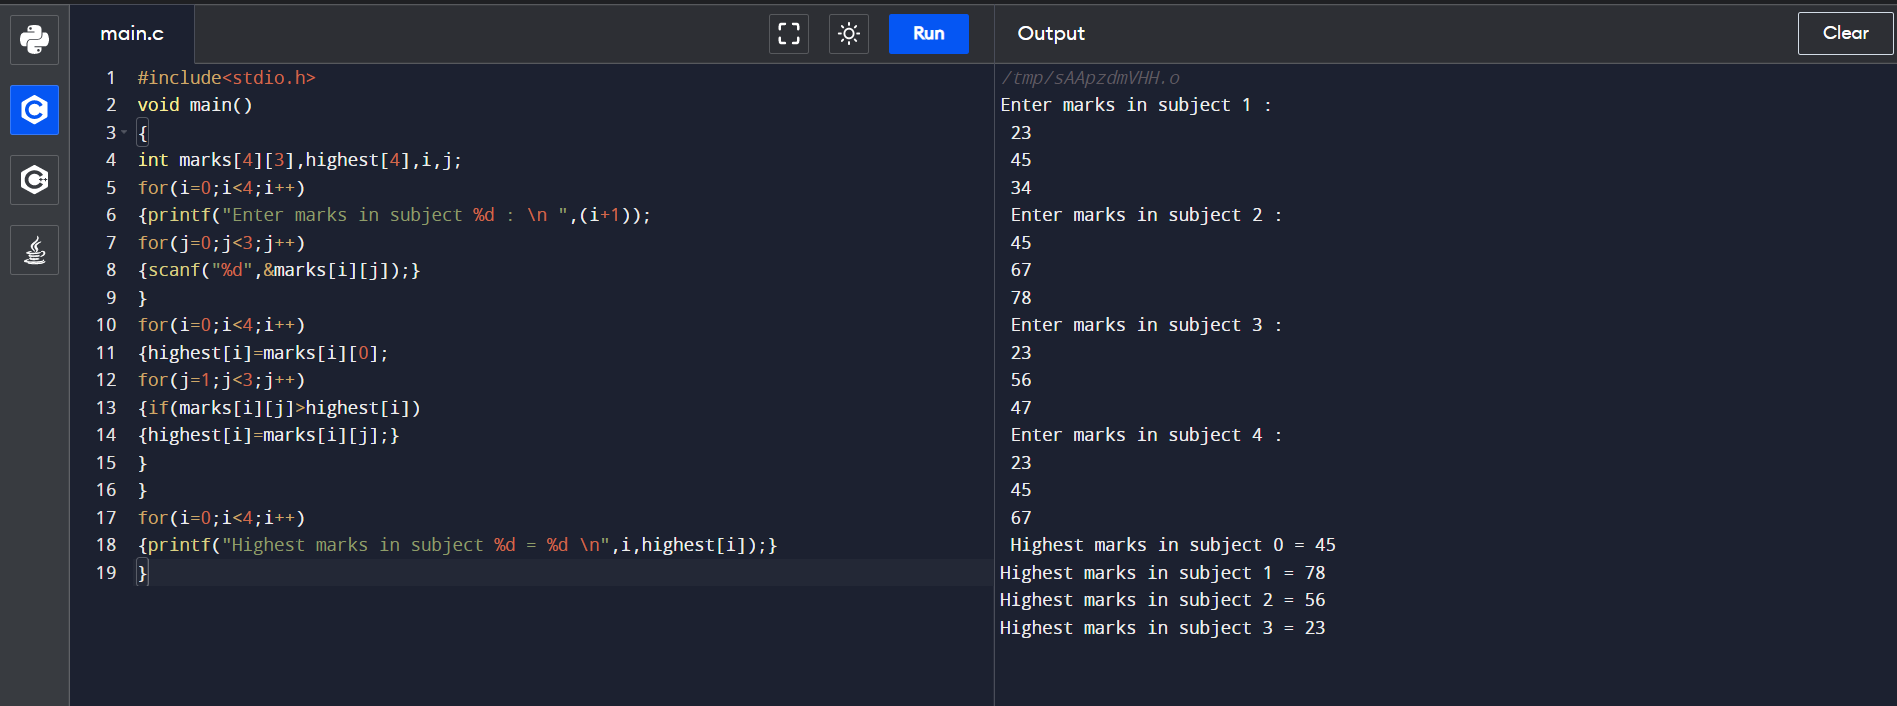 main.c
Run
1 #include<stdio.h>
2 void main()
3 {
4 int marks[4][3],highest[4],i,j;
5 for(i=0;i<4;i++)
6 {printf("Enter marks in subject %d : \n ",(i+1));
7 for(j=0;j<3;j++)
8 {scanf("%d",&marks[i][j]);}
9 }
10 for(i=0;i<4;i++)
11 {highest[i]=marks[i][0];
12 for(j=1;j<3;j++)
13 {if(marks[i][j]>highest[i])
14 {highest[i]=marks[i][j];}
15 }
16 }
17 for(i=0;i<4;i++)
18 {printf("Highest marks in subject %d = %d \n",i,highest[i]);}
19 }
Output
Clear
/tmp/sAApzdmVHH.o
Enter marks in subject 1 :
23
45
34
Enter marks in subject 2 :
45
67
78
Enter marks in subject 3 :
23
56
47
Enter marks in subject 4 :
23
45
67
Highest marks in subject 0 = 45
Highest marks in subject 1 = 78
Highest marks in subject 2 = 56
Highest marks in subject 3 = 23